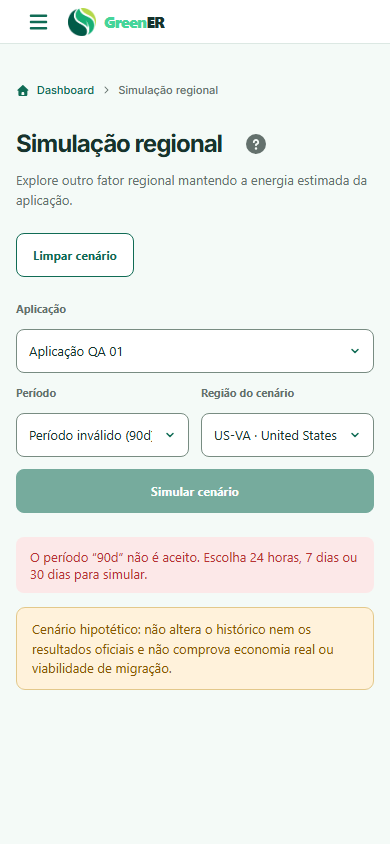 GreenER
Dashboard > Simulação regional
Simulação regional ?
Explore outro fator regional mantendo a energia estimada da
aplicação.
Limpar cenário
Aplicação
Aplicação QA 01
Período Região do cenário
Período inválido (90d) US-VA · United States
Simular cenário
O período “90d” não é aceito. Escolha 24 horas, 7 dias ou
30 dias para simular.
Cenário hipotético: não altera o histórico nem os
resultados oficiais e não comprova economia real ou
viabilidade de migração.